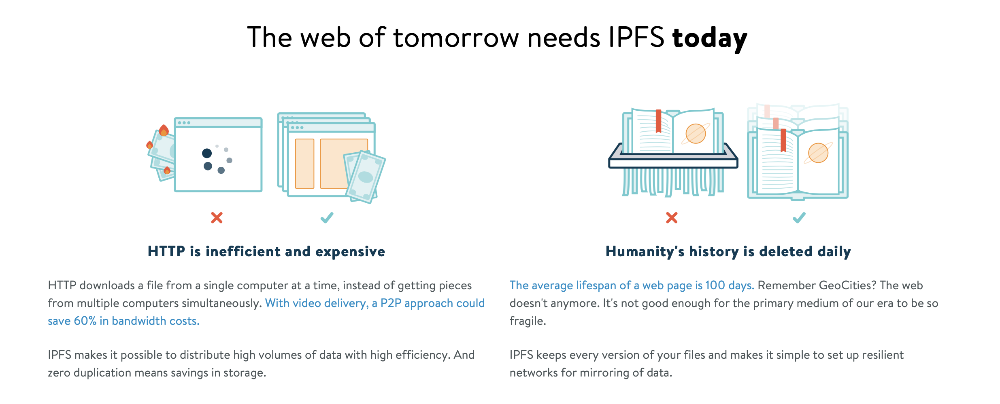 The web of tomorrow needs IPFS today
HTTP is inefficient and expensive
HTTP downloads a file from a single computer at a time, instead of getting pieces
from multiple computers simultaneously. With video delivery, a P2P approach could
save 60% in bandwidth costs.
IPFS makes it possible to distribute high volumes of data with high efficiency. And
zero duplication means savings in storage.
Humanity's history is deleted daily
The average lifespan of a web page is 100 days. Remember GeoCities? The web
doesn't anymore. It's not good enough for the primary medium of our era to be so
fragile.
IPFS keeps every version of your files and makes it simple to set up resilient
networks for mirroring of data.